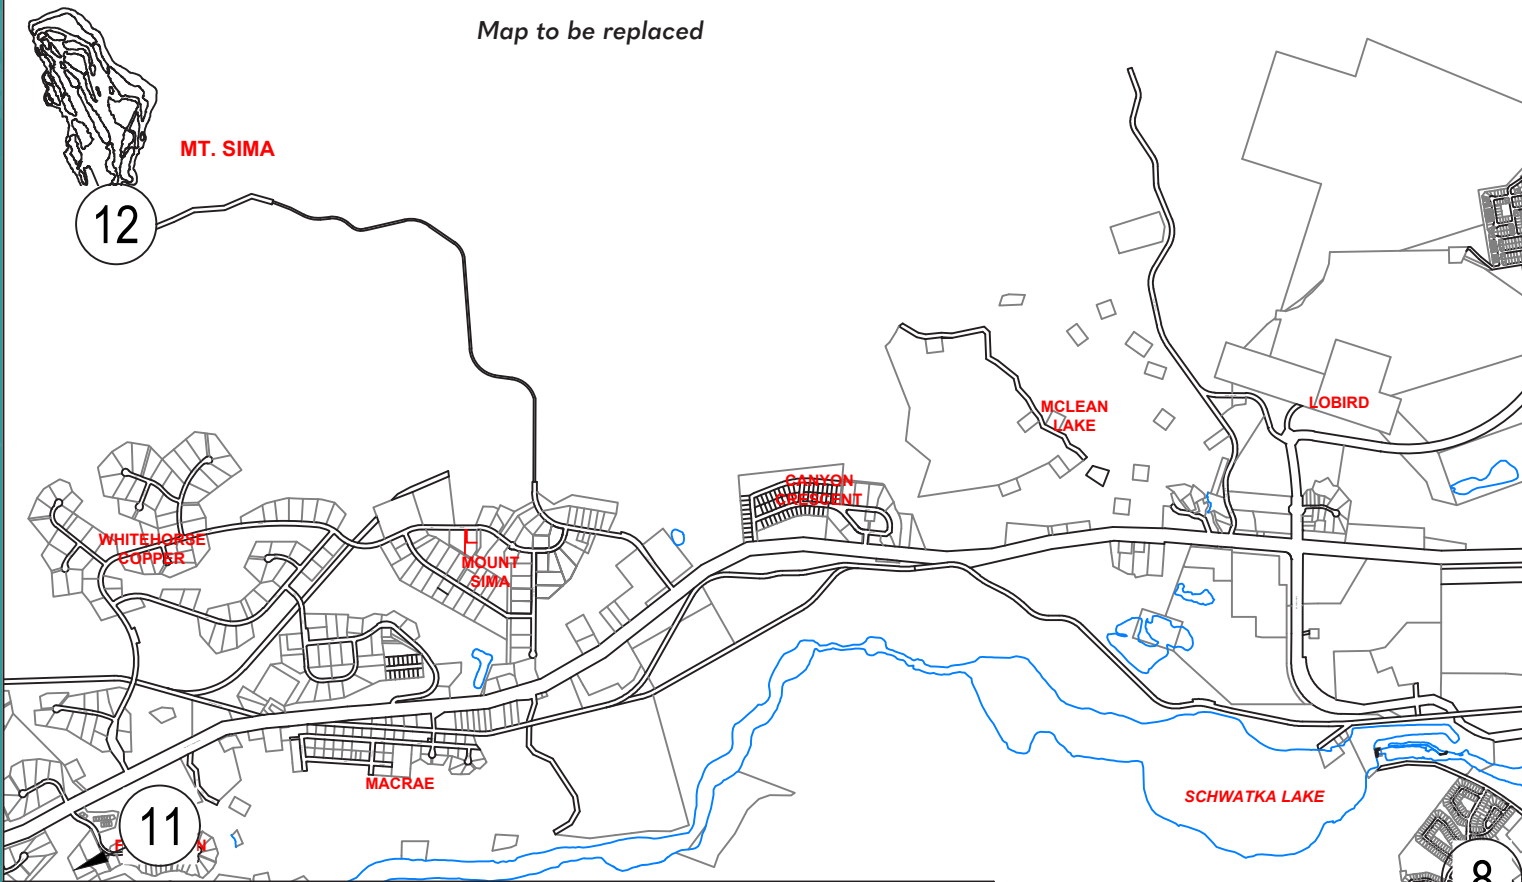 Map to be replaced
MT. SIMA
12
MCLEAN
LAKE
LOBIRD
CANYON
CRESCENT
WHITEHORSE
COPPER
MOUNT
SIMA
MACRAE
SCHWATKA LAKE
11
8